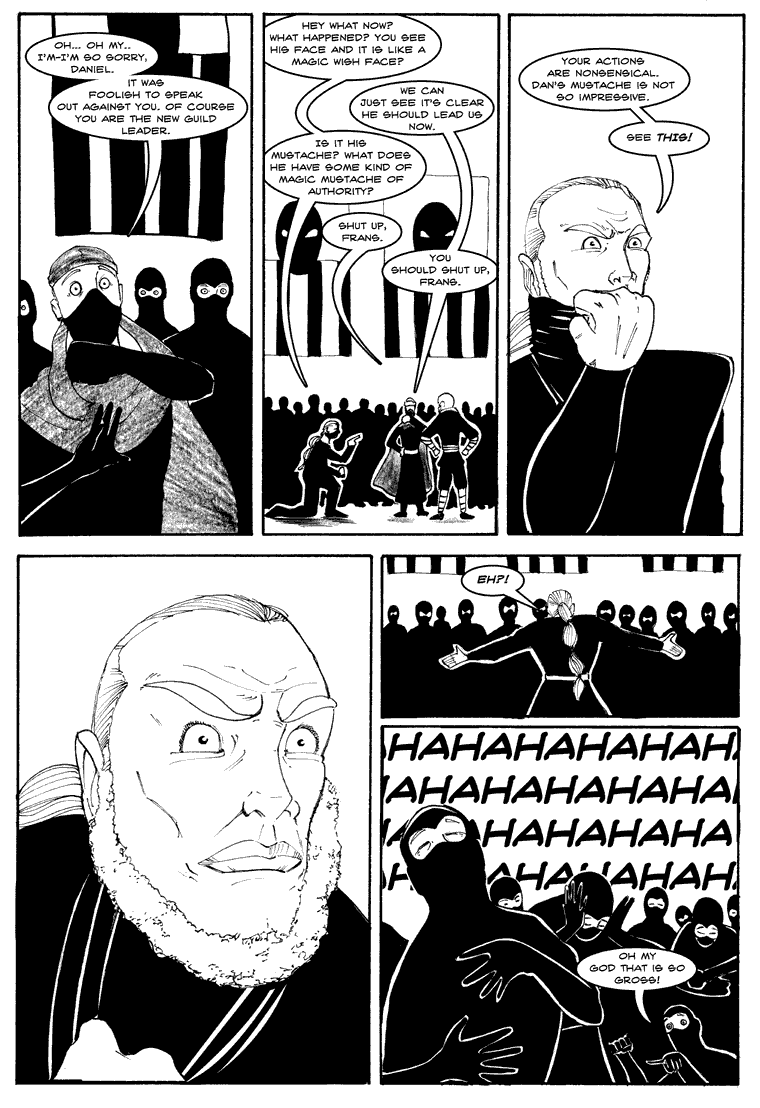 OH... OH MY..
I'M-I'M SO SORRY,
DANIEL.
IT WAS
FOOLISH TO SPEAK
OUT AGAINST YOU. OF COURSE
YOU ARE THE NEW GUILD
LEADER.
HEY WHAT NOW?
WHAT HAPPENED? YOU SEE
HIS FACE AND IT IS LIKE A
MAGIC WISH FACE?
WE CAN
JUST SEE IT'S CLEAR
HE SHOULD LEAD US
NOW.
IS IT HIS
MUSTACHE? WHAT DOES
HE HAVE SOME KIND OF
MAGIC MUSTACHE OF
AUTHORITY?
SHUT UP,
FRANS.
YOU
SHOULD SHUT UP,
FRANS.
YOUR ACTIONS
ARE NONSENSICAL.
DAN'S MUSTACHE IS NOT
SO IMPRESSIVE.
SEE THIS!
EH?!
HAHAHAHAHAHAHAH
AHAHAHAHAHAHAHA
HAHAHAHAHAHAHAH
AHAHAHAHAHAHAHA
OH MY
GOD THAT IS SO
GROSS!